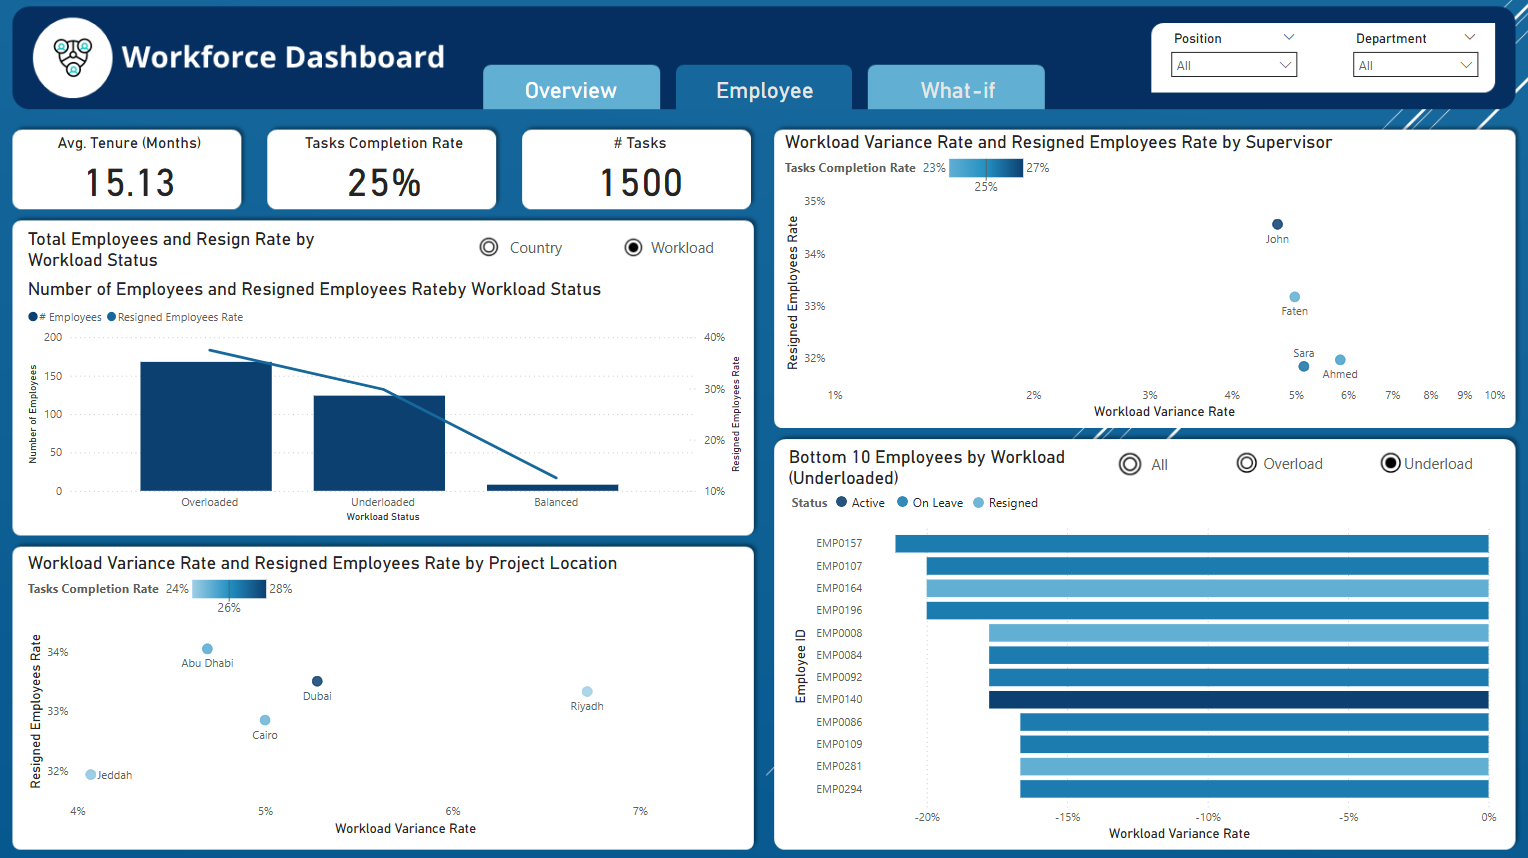 Workforce Dashboard
Overview
Employee
What-if
Position
Department
All
All
Avg. Tenure (Months)
15.13
Tasks Completion Rate
25%
# Tasks
1500
Total Employees and Resign Rate by
Workload Status
Country
Workload
Number of Employees and Resigned Employees Rateby Workload Status
# Employees
Resigned Employees Rate
Number of Employees
200
150
100
50
0
40%
30%
20%
10%
Resigned Employees Rate
Overloaded
Underloaded
Balanced
Workload Status
Workload Variance Rate and Resigned Employees Rate by Project Location
Tasks Completion Rate 24% 28%
26%
Resigned Employees Rate
34%
33%
32%
Abu Dhabi
Dubai
Riyadh
Cairo
Jeddah
4% 5% 6% 7%
Workload Variance Rate
Workload Variance Rate and Resigned Employees Rate by Supervisor
Tasks Completion Rate 23% 27%
25%
Resigned Employees Rate
35%
34%
33%
32%
John
Faten
Sara
Ahmed
1% 2% 3% 4% 5% 6% 7% 8% 9% 10%
Workload Variance Rate
Bottom 10 Employees by Workload
(Underloaded)
All
Overload
Underload
Status Active On Leave Resigned
Employee ID
EMP0157
EMP0107
EMP0164
EMP0196
EMP0008
EMP0084
EMP0092
EMP0140
EMP0086
EMP0109
EMP0281
EMP0294
-20% -15% -10% -5% 0%
Workload Variance Rate